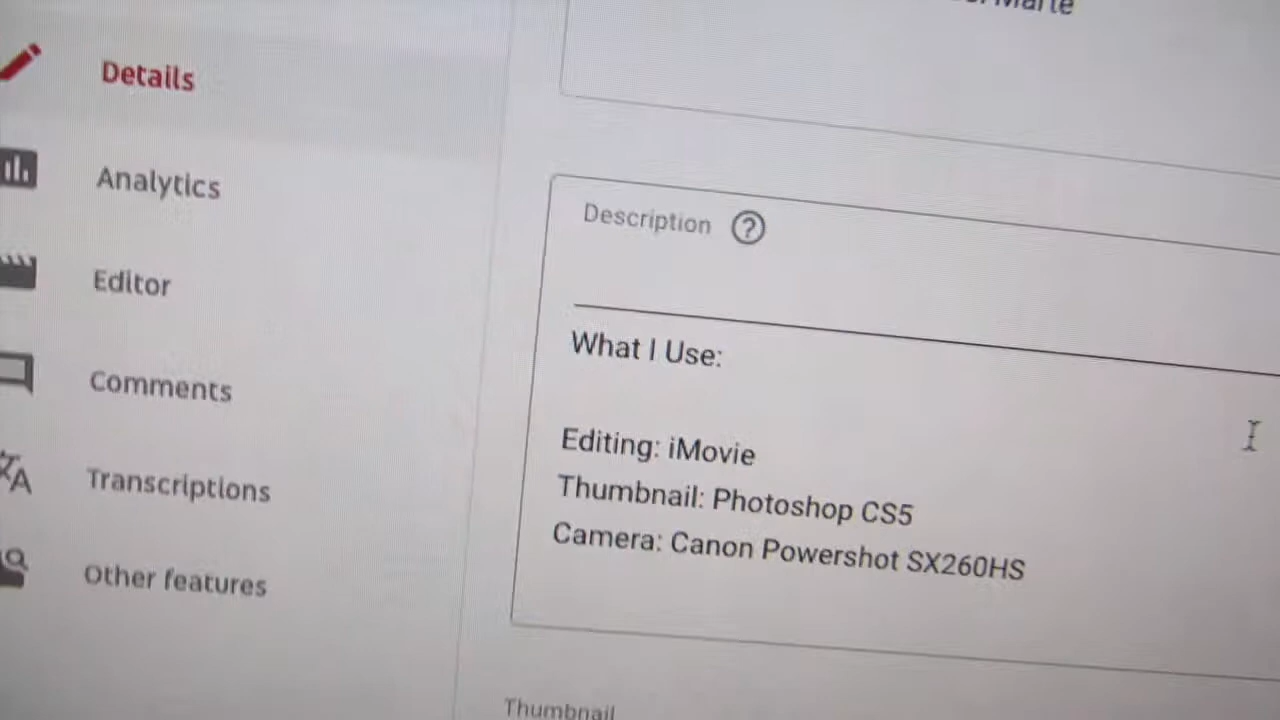 Details
Analytics
Editor
Comments
Transcriptions
Other features
Description
What I Use:
Editing: iMovie
Thumbnail: Photoshop CS5
Camera: Canon Powershot SX260HS
Thumbnail